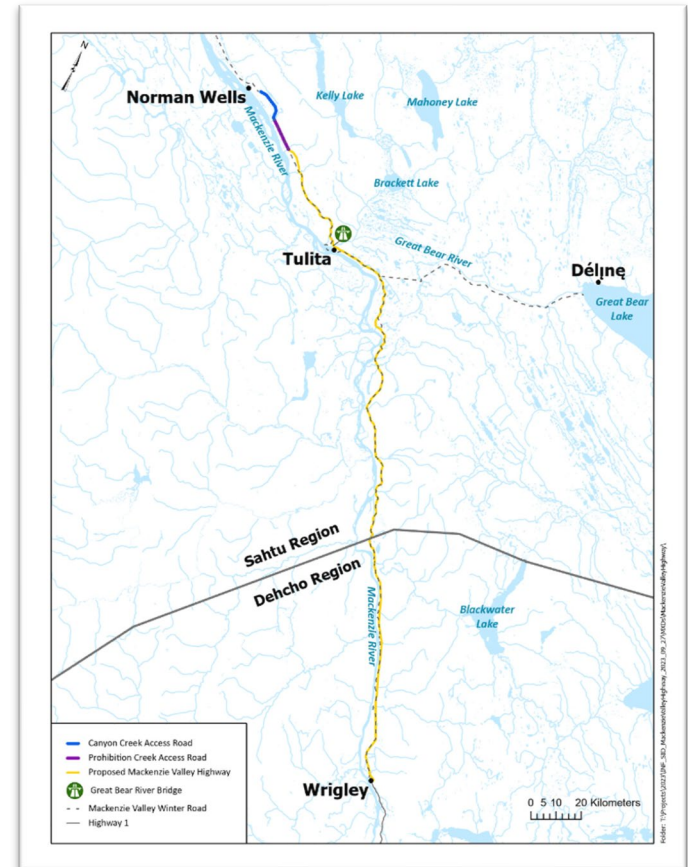 N
Norman Wells
Kelly Lake
Mahoney Lake
Mackenzie River
Brackett Lake
Great Bear River
Tulita
Délı̨nę
Great Bear
Lake
Sahtu Region
Dehcho Region
Mackenzie River
Blackwater
Lake
Canyon Creek Access Road
Prohibition Creek Access Road
Proposed Mackenzie Valley Highway
Great Bear River Bridge
Mackenzie Valley Winter Road
Highway 1
Wrigley
0 5 10 20 Kilometers